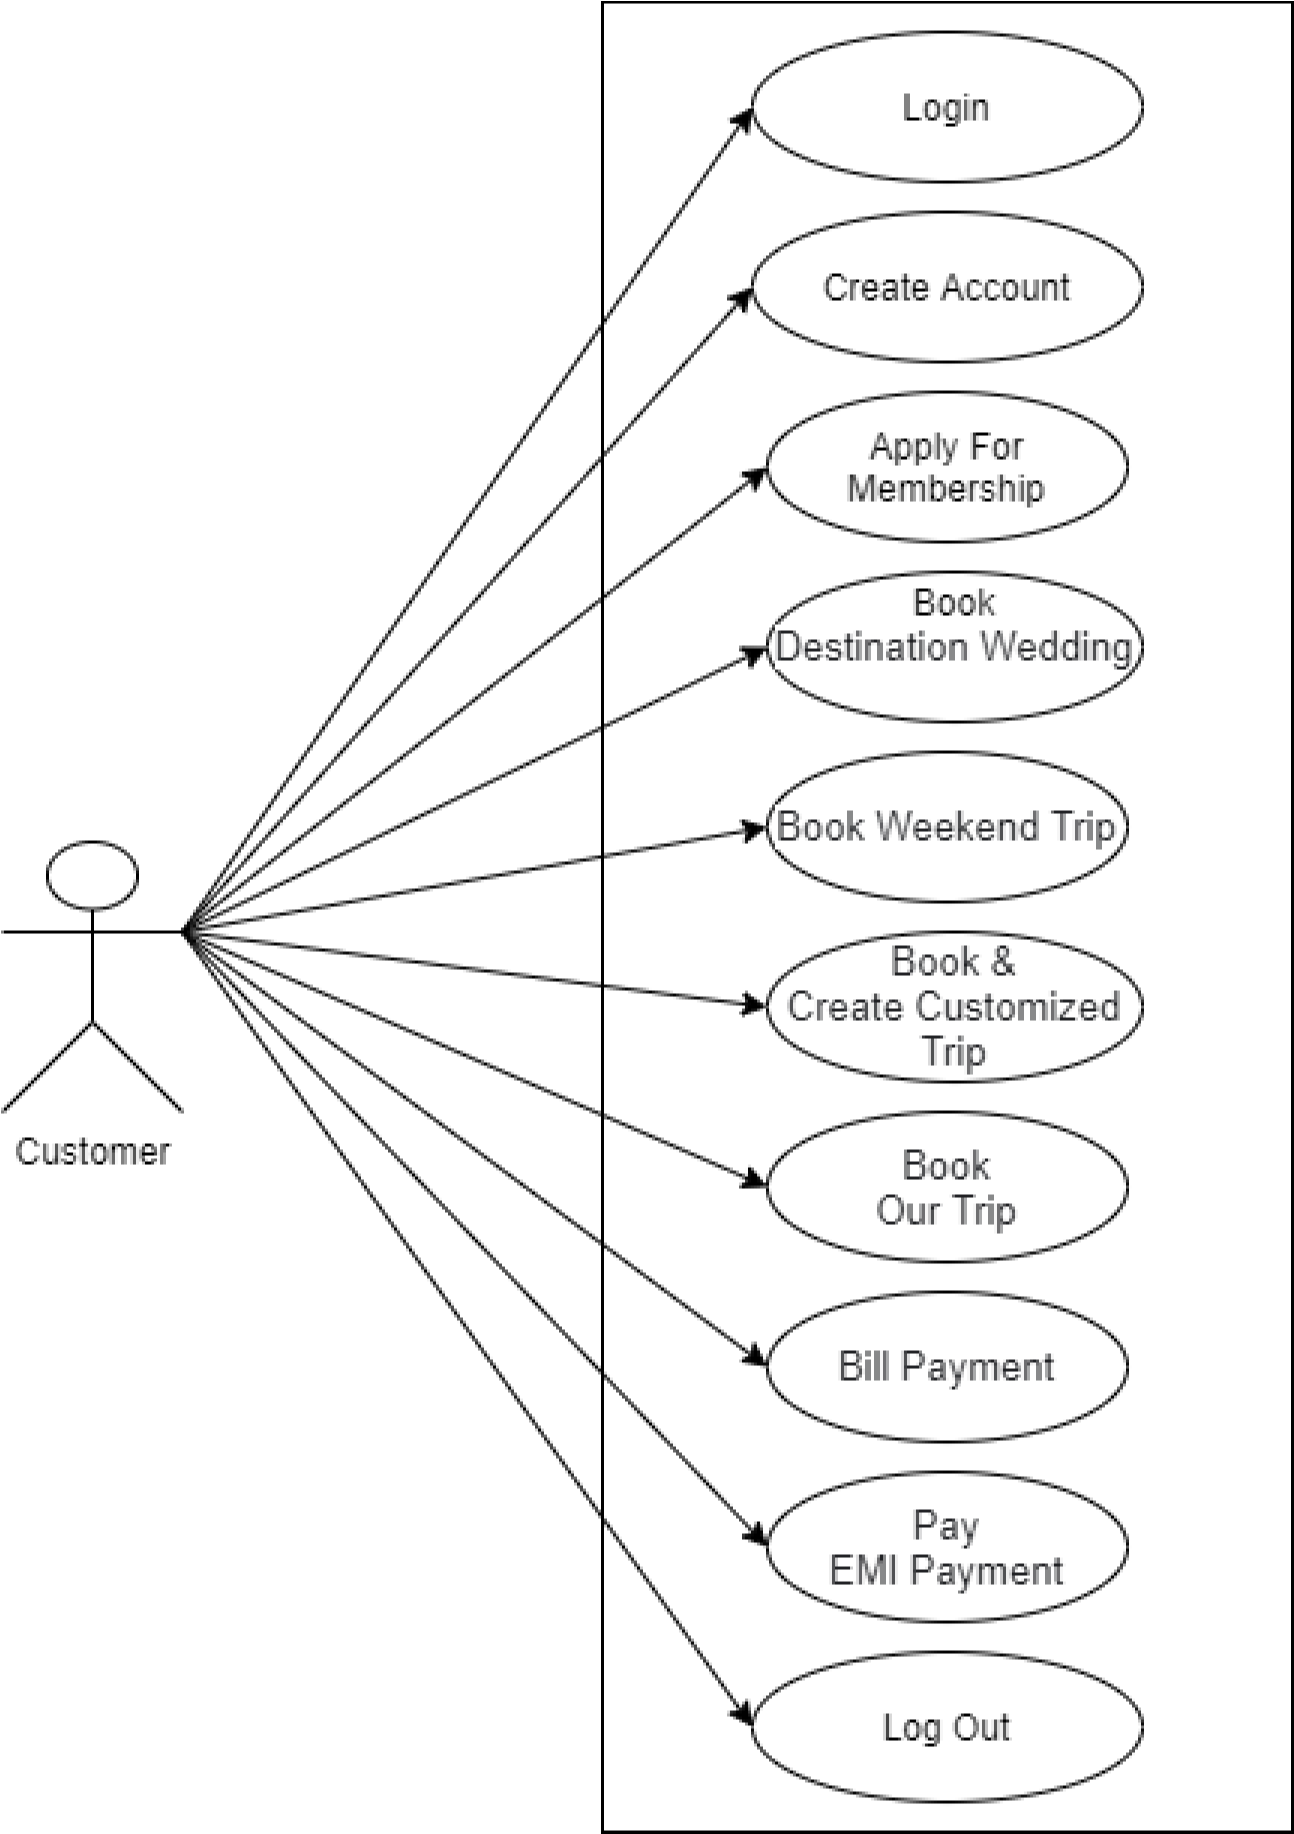 Login
Create Account
Apply For
Membership
Book
Destination Wedding
Book Weekend Trip
Book &
Create Customized
Trip
Customer
Book
Our Trip
Bill Payment
Pay
EMI Payment
Log Out